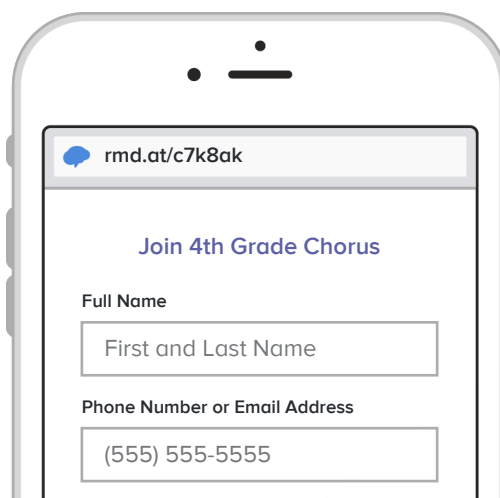 rmd.at/c7k8ak
Join 4th Grade Chorus
Full Name
First and Last Name
Phone Number or Email Address
(555) 555-5555